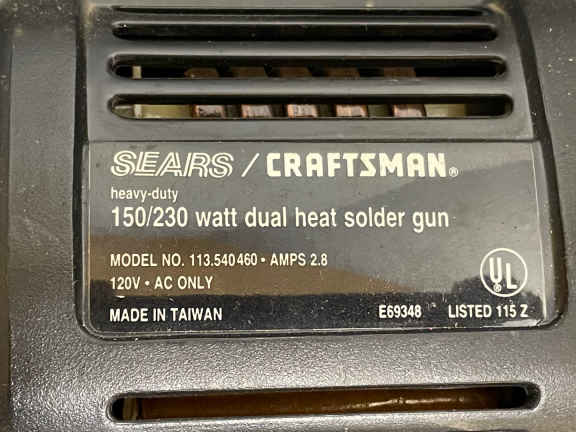 SEARS / CRAFTSMAN®
heavy-duty
150/230 watt dual heat solder gun
MODEL NO. 113.540460 • AMPS 2.8
120V • AC ONLY
UL®
MADE IN TAIWAN E69348 LISTED 115 Z